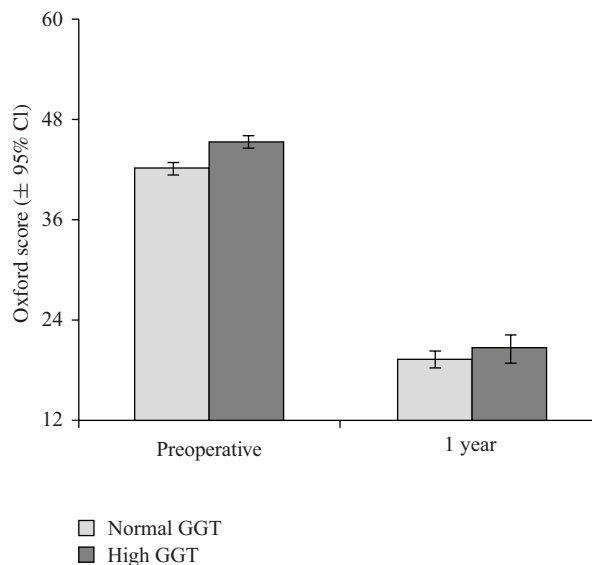 60
48
36
24
12
Oxford score (± 95% CI)
Preoperative
1 year
Normal GGT
High GGT